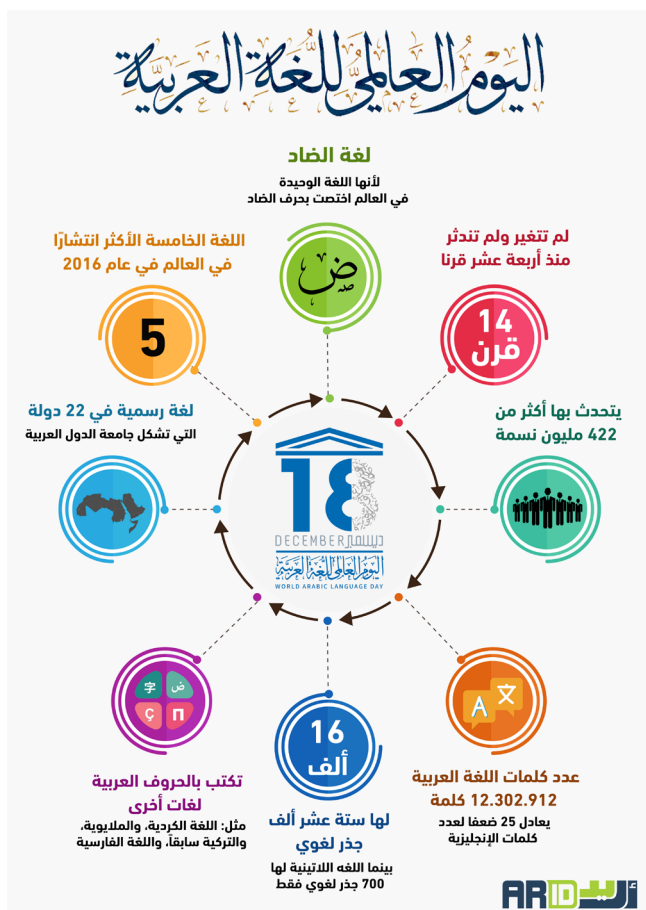 اليوم العالمي للغة العربية
لغة الضاد
لأنها اللغة الوحيدة
في العالم اختصت بحرف الضاد
ض
لم تتغير ولم تندثر
منذ أربعة عشر قرنا
14
قرن
يتحدث بها أكثر من
422 مليون نسمة
عدد كلمات اللغة العربية
12.302.912 كلمة
يعادل 25 ضعفا لعدد
كلمات الإنجليزية
A 文
16
ألف
لها ستة عشر ألف
جذر لغوي
بينما اللغه اللاتينية لها
700 جذر لغوي فقط
字 ض
Ç П
تكتب بالحروف العربية
لغات أخرى
مثل: اللغة الكردية، والملايوية،
والتركية سابقاً، واللغة الفارسية
لغة رسمية في 22 دولة
التي تشكل جامعة الدول العربية
اللغة الخامسة الأكثر انتشارًا
في العالم في عام 2016
5
18
DECEMBER ديسمبر
اليوم العالمي للغة العربية
WORLD ARABIC LANGUAGE DAY
ARID أريد